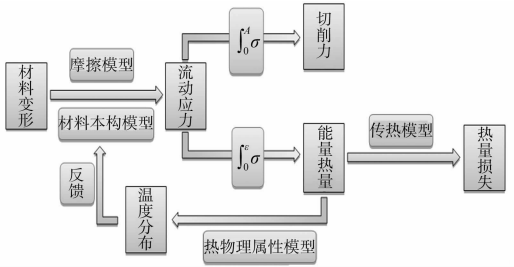 切削力
∫₀ᴬσ
摩擦模型
材料变形
流动应力
材料本构模型
∫₀ᵋσ
能量热量
传热模型
热量损失
反馈
温度分布
热物理属性模型